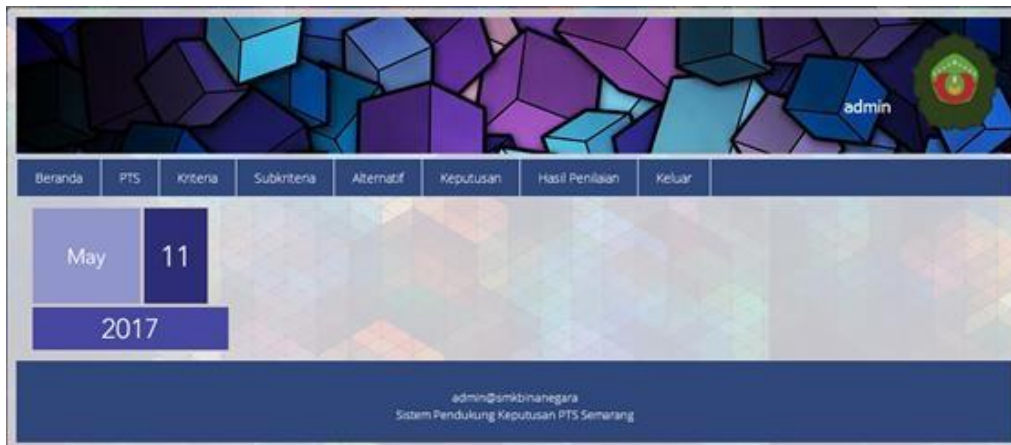 admin
Beranda PTS Kriteria Subkriteria Alternatif Keputusan Hasil Penilaian Keluar
May 11
2017
admin@smkbinanegara
Sistem Pendukung Keputusan PTS Semarang